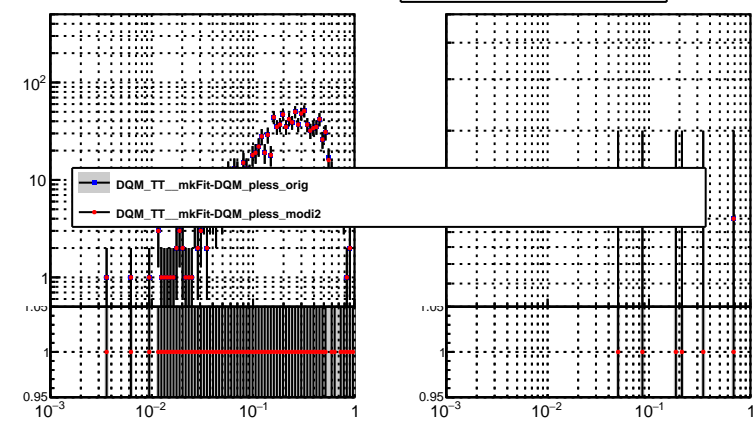 10²
10
DQM_TT__mkFit-DQM_pless_orig
DQM_TT__mkFit-DQM_pless_modi2
1
1.05 1.05
1 1
0.95 0.95
10⁻³ 10⁻² 10⁻¹ 1 10⁻³ 10⁻² 10⁻¹ 1